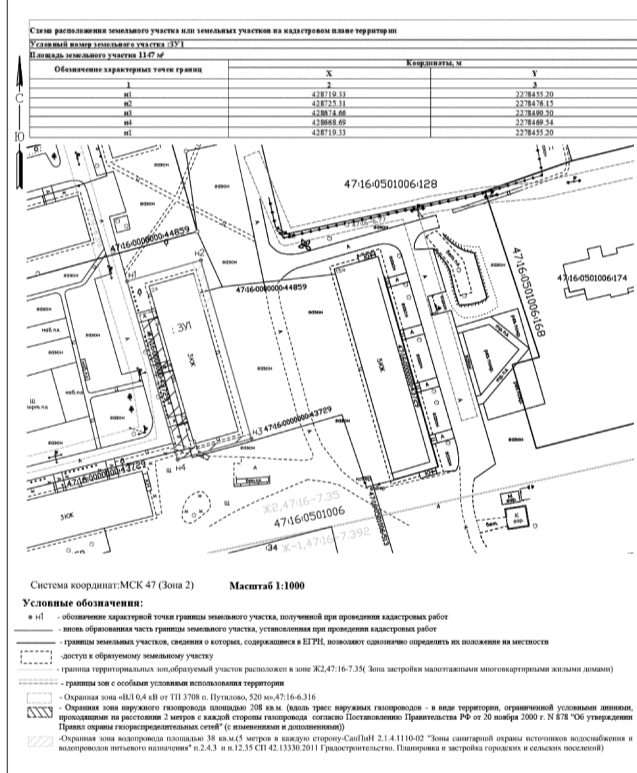 Схема расположения земельного участка или земельных участков на кадастровом плане территории
Условный номер земельного участка :ЗУ1
Площадь земельного участка 1147 м²
Обозначение характерных точек границ
Координаты, м
X
Y
1
2
3
н1
428719.33
2278455.20
н2
428725.31
2278476.15
н3
428674.66
2278490.50
н4
428668.69
2278469.54
н1
428719.33
2278455.20
С
Ю
47:16:0501006:128
47:16:0000000:44859
н1
н2
47:16:0000000:44859
47:16:0501006:168
47:16:0501006:174
ЗУ1
3КЖ
газон
н3
47:16:0000000:43729
н4
47:16:0000000:43729
3КЖ
Ж2,47:16-7.35
47:16:0501006
:34
Ж-1,47:16-7.392
Система координат:МСК 47 (Зона 2)
Масштаб 1:1000
Условные обозначения:
н1 - обозначение характерной точки границы земельного участка, полученной при проведении кадастровых работ
- вновь образованная часть границы земельного участка, установленная при проведении кадастровых работ
- границы земельных участков, сведения о которых, содержащиеся в ЕГРН, позволяют однозначно определить их положение на местности
-доступ к образуемому земельному участку
- граница территориальных зон,образуемый участок расположен в зоне Ж2,47:16-7.35( Зона застройки малоэтажными многоквартирными жилыми домами)
- границы зон с особыми условиями использования территории
- Охранная зона «ВЛ 0,4 кВ от ТП 3708 п. Путилово, 520 м»,47:16-6.316
- Охранная зона наружного газопровода площадью 208 кв.м. (вдоль трасс наружных газопроводов - в виде территории, ограниченной условными линиями,
проходящими на расстоянии 2 метров с каждой стороны газопровода согласно Постановлению Правительства РФ от 20 ноября 2000 г. N 878 "Об утверждении
Правил охраны газораспределительных сетей" (с изменениями и дополнениями))
-Охранная зона водопровода площадью 38 кв.м.(5 метров в каждую сторону-СанПиН 2.1.4.1110-02 "Зоны санитарной охраны источников водоснабжения и
водопроводов питьевого назначения" п.2.4.3 и п.12.35 СП 42.13330.2011 Градостроительство. Планировка и застройка городских и сельских поселений)